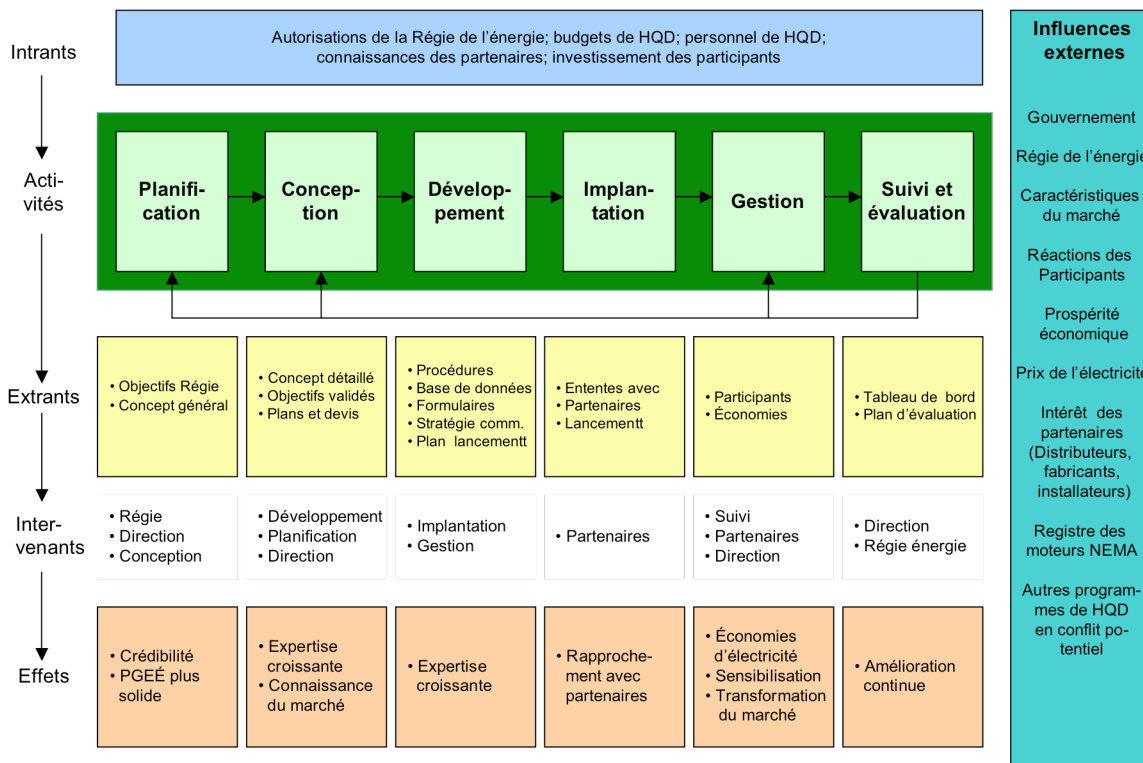 Intrants
Autorisations de la Régie de l'énergie; budgets de HQD; personnel de HQD;
connaissances des partenaires; investissement des participants
Acti-
vités
Planifi-
cation
Concep-
tion
Dévelop-
pement
Implan-
tation
Gestion
Suivi et
évaluation
Extrants
• Objectifs Régie
• Concept général
• Concept détaillé
• Objectifs validés
• Plans et devis
• Procédures
• Base de données
• Formulaires
• Stratégie comm.
• Plan lancementt
• Ententes avec
• Partenaires
• Lancementt
• Participants
• Économies
• Tableau de bord
• Plan d'évaluation
Inter-
venants
• Régie
• Direction
• Conception
• Développement
• Planification
• Direction
• Implantation
• Gestion
• Partenaires
• Suivi
• Partenaires
• Direction
• Direction
• Régie énergie
Effets
• Crédibilité
• PGEÉ plus
solide
• Expertise
croissante
• Connaissance
du marché
• Expertise
croissante
• Rapproche-
ment avec
partenaires
• Économies
d'électricité
• Sensibilisation
• Transformation
du marché
• Amélioration
continue
Influences
externes
Gouvernement
Régie de l'énergie
Caractéristiques
du marché
Réactions des
Participants
Prospérité
économique
Prix de l'électricité
Intérêt des
partenaires
(Distributeurs,
fabricants,
installateurs)
Registre des
moteurs NEMA
Autres program-
mes de HQD
en conflit po-
tentiel